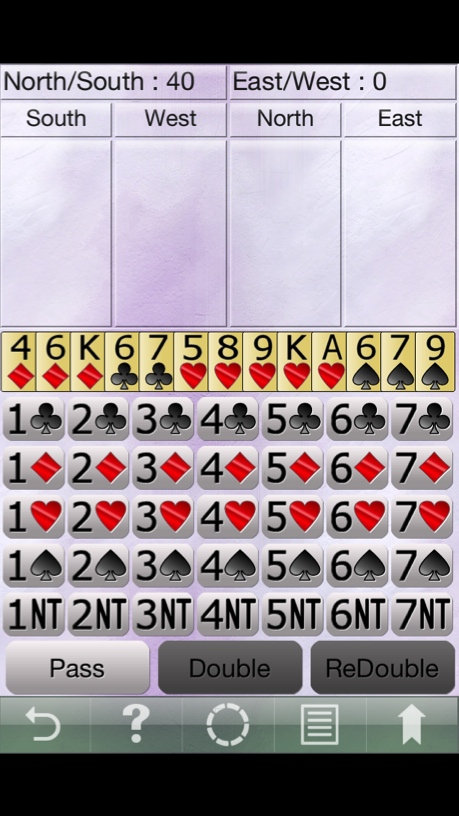 North/South : 40 East/West : 0
South West North East
4 6 K 6 7 5 8 9 K A 6 7 9
♦ ♦ ♦ ♣ ♣ ♥ ♥ ♥ ♥ ♥ ♠ ♠ ♠
1♣ 2♣ 3♣ 4♣ 5♣ 6♣ 7♣
1♦ 2♦ 3♦ 4♦ 5♦ 6♦ 7♦
1♥ 2♥ 3♥ 4♥ 5♥ 6♥ 7♥
1♠ 2♠ 3♠ 4♠ 5♠ 6♠ 7♠
1NT 2NT 3NT 4NT 5NT 6NT 7NT
Pass Double ReDouble
?